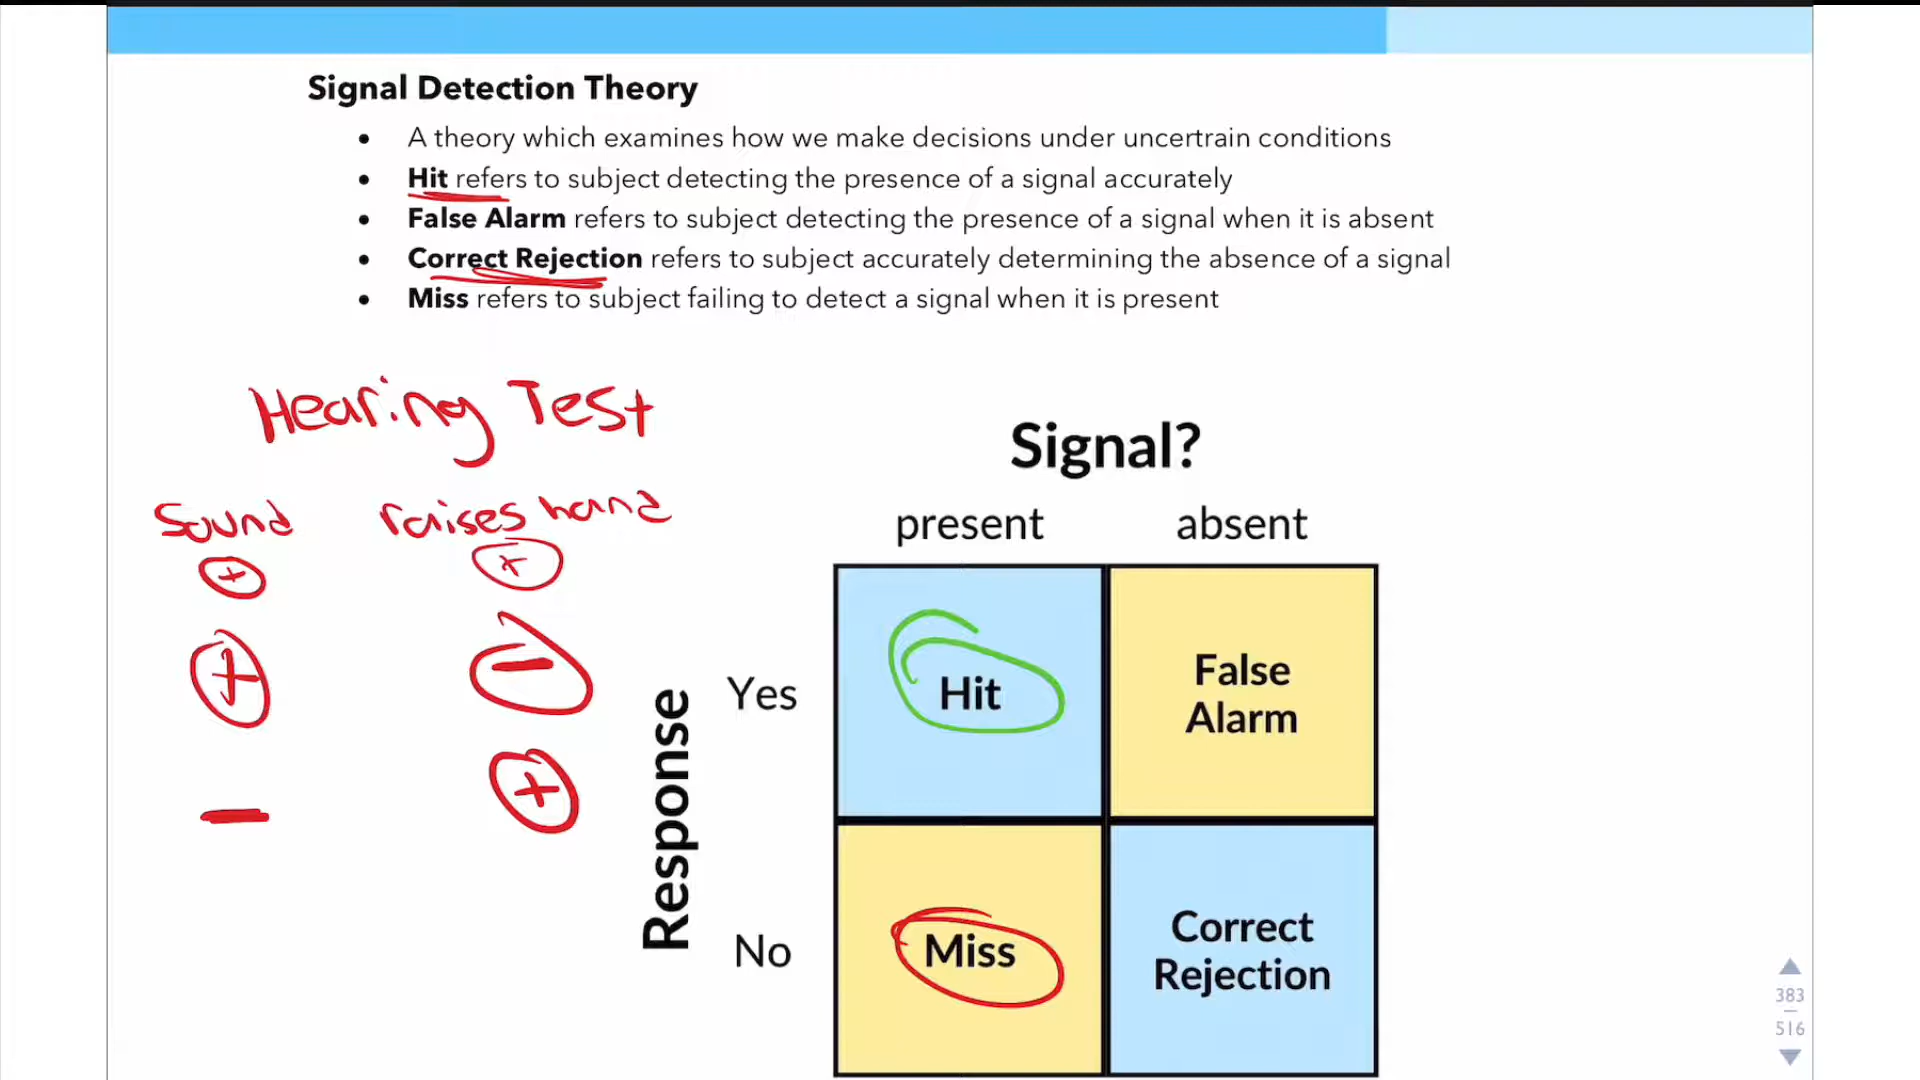 Signal Detection Theory
• A theory which examines how we make decisions under uncertrain conditions
• Hit refers to subject detecting the presence of a signal accurately
• False Alarm refers to subject detecting the presence of a signal when it is absent
• Correct Rejection refers to subject accurately determining the absence of a signal
• Miss refers to subject failing to detect a signal when it is present
Hearing Test
Sound raises hand
+ +
+ -
- +
Signal?
present absent
Response
Yes
Hit
False
Alarm
No
Miss
Correct
Rejection
383
516